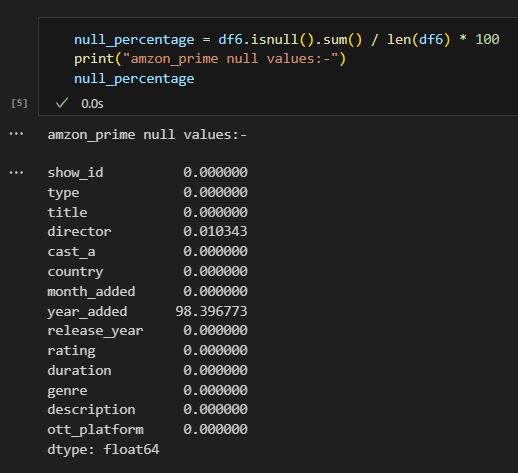 null_percentage = df6.isnull().sum() / len(df6) * 100
print("amzon_prime null values:-")
null_percentage
[5] ✓ 0.0s
... amzon_prime null values:-
... show_id 0.000000
type 0.000000
title 0.000000
director 0.010343
cast_a 0.000000
country 0.000000
month_added 0.000000
year_added 98.396773
release_year 0.000000
rating 0.000000
duration 0.000000
genre 0.000000
description 0.000000
ott_platform 0.000000
dtype: float64